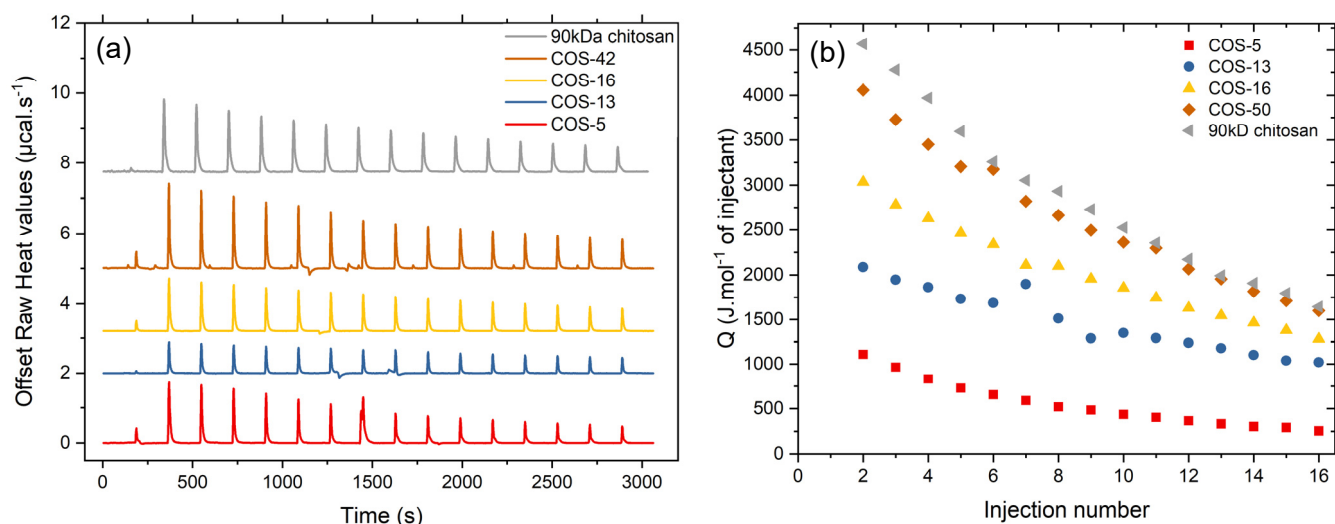 (a)
90kDa chitosan
COS-42
COS-16
COS-13
COS-5
12
10
8
6
4
2
0
Offset Raw Heat values (µcal.s⁻¹)
0
500
1000
1500
2000
2500
3000
Time (s)
(b)
COS-5
COS-13
COS-16
COS-50
90kD chitosan
4500
4000
3500
3000
2500
2000
1500
1000
500
0
Q (J.mol⁻¹ of injectant)
0
2
4
6
8
10
12
14
16
Injection number